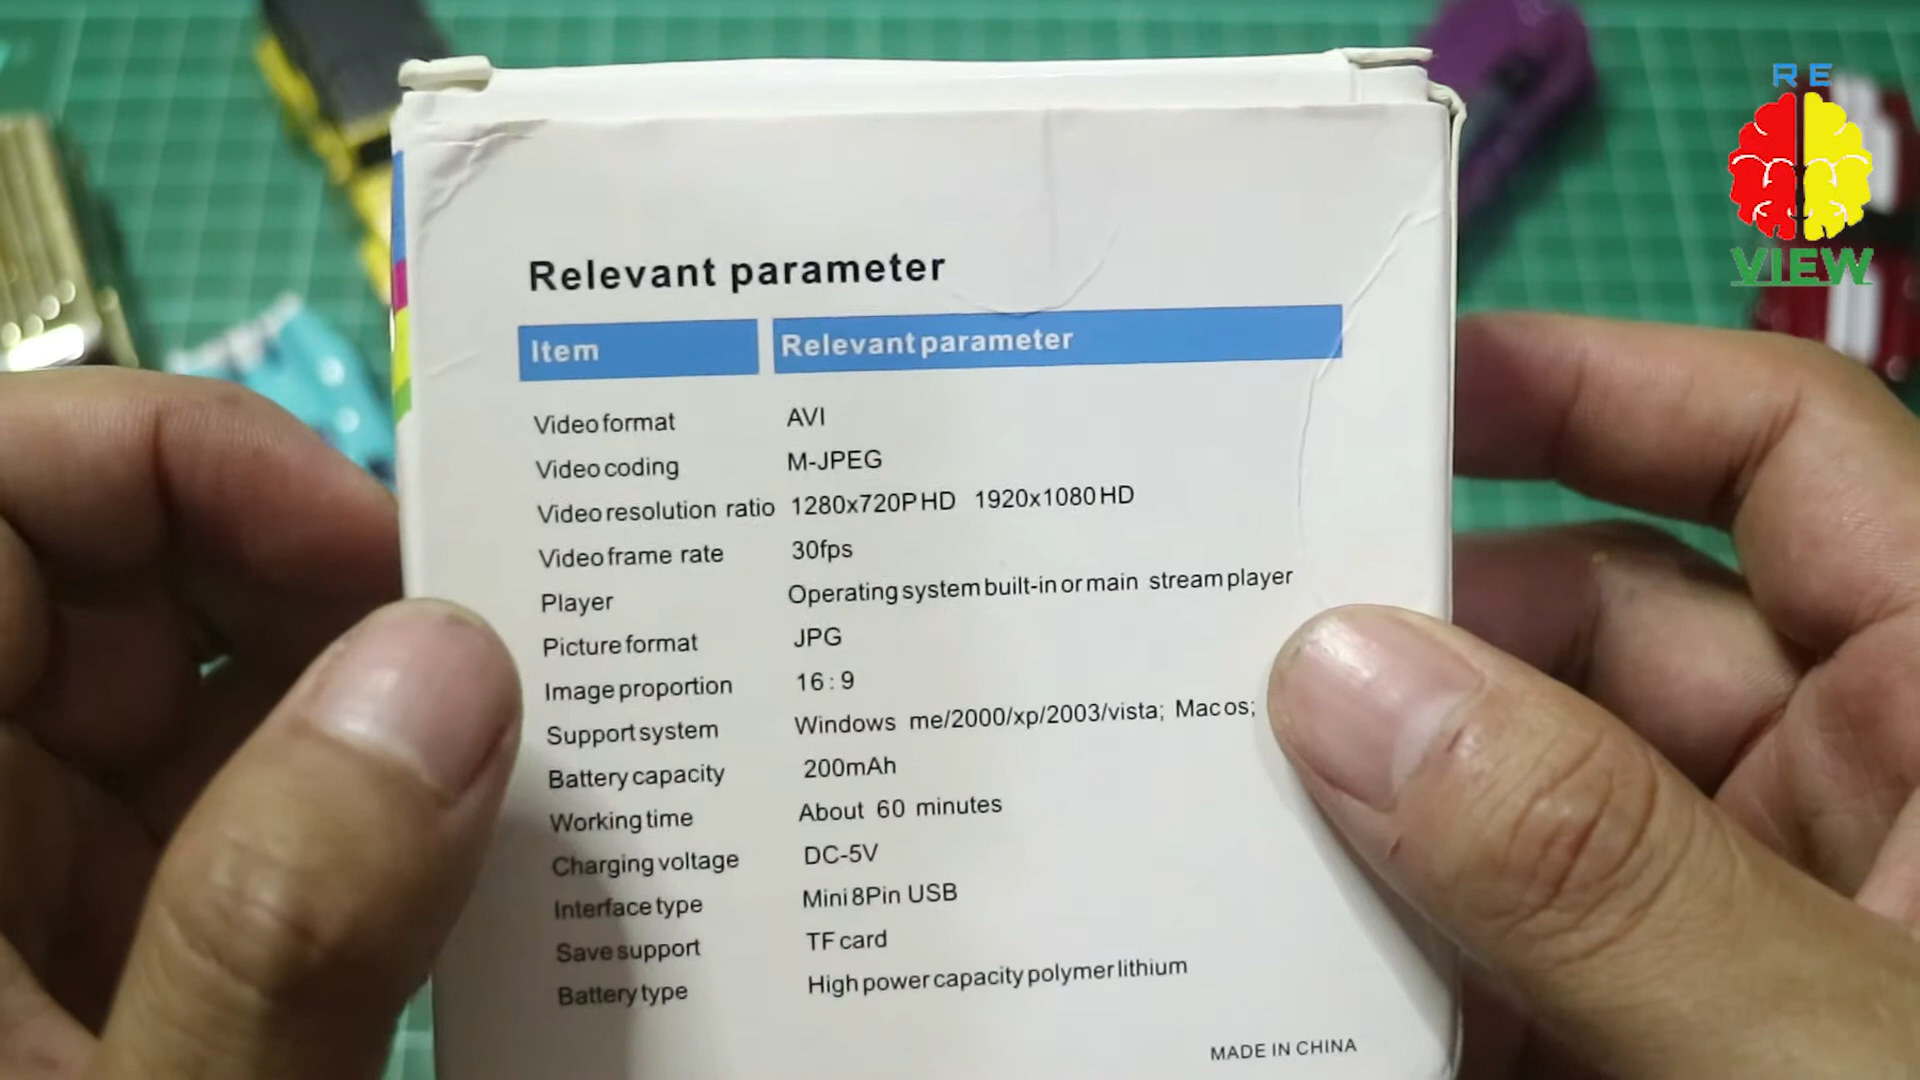 RE
VIEW
Relevant parameter
Item Relevant parameter
Video format AVI
Video coding M-JPEG
Video resolution ratio 1280x720P HD 1920x1080 HD
Video frame rate 30fps
Player Operating system built-in or main stream player
Picture format JPG
Image proportion 16:9
Support system Windows me/2000/xp/2003/vista; Mac os;
Battery capacity 200mAh
Working time About 60 minutes
Charging voltage DC-5V
Interface type Mini 8Pin USB
Save support TF card
Battery type High power capacity polymer lithium
MADE IN CHINA